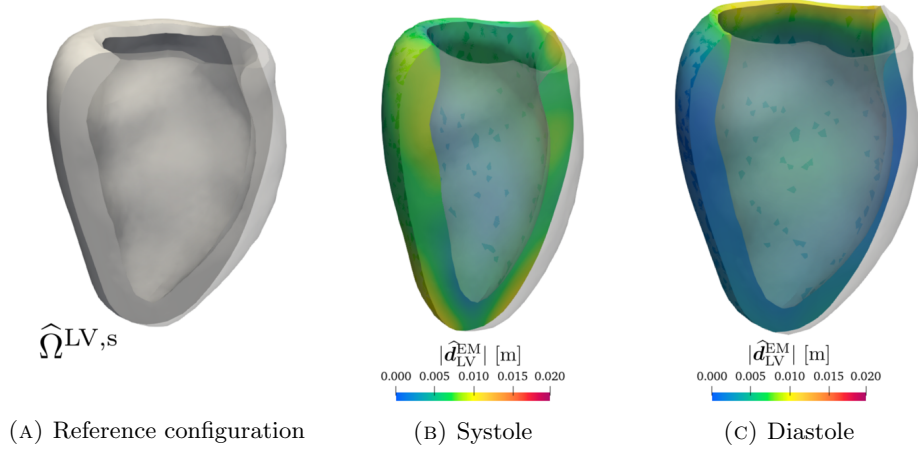 Ω̂^LV,s
|d̂_LV^EM| [m]
0.000 0.005 0.010 0.015 0.020
|d̂_LV^EM| [m]
0.000 0.005 0.010 0.015 0.020
(A) Reference configuration
(B) Systole
(C) Diastole